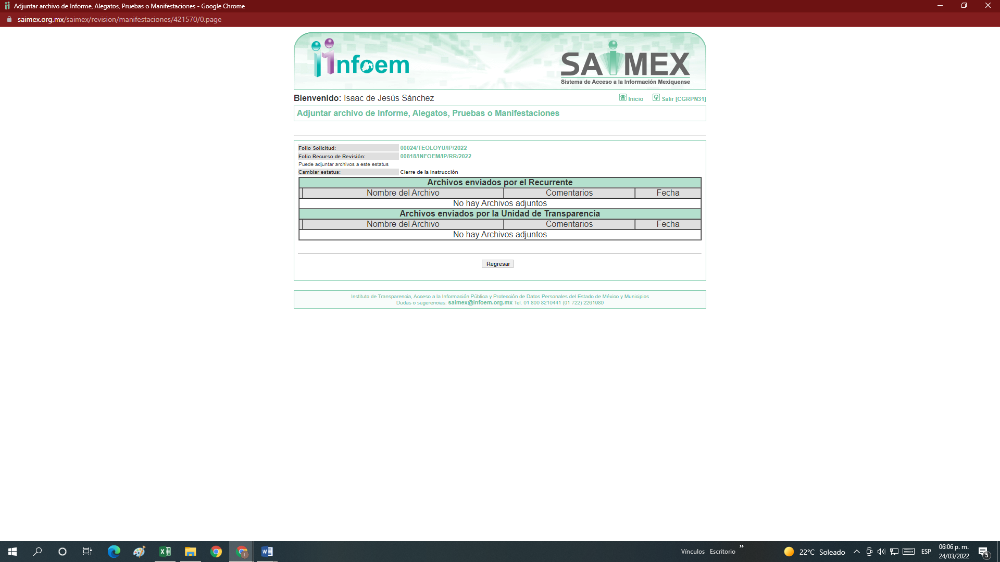 Adjuntar archivo de Informe, Alegatos, Pruebas o Manifestaciones - Google Chrome
saimex.org.mx/saimex/revision/manifestaciones/421570/0.page
infoem
SAIMEX
Sistema de Acceso a la Información Mexiquense
Bienvenido: Isaac de Jesús Sánchez
Inicio
Salir [CGRPN31]
Adjuntar archivo de Informe, Alegatos, Pruebas o Manifestaciones
Folio Solicitud: 00024/TEOLOYU/IP/2022
Folio Recurso de Revisión: 00818/INFOEM/IP/RR/2022
Puede adjuntar archivos a este estatus
Cambiar estatus: Cierre de la instrucción
Archivos enviados por el Recurrente
Nombre del Archivo Comentarios Fecha
No hay Archivos adjuntos
Archivos enviados por la Unidad de Transparencia
Nombre del Archivo Comentarios Fecha
No hay Archivos adjuntos
Regresar
Instituto de Transparencia, Acceso a la Información Pública y Protección de Datos Personales del Estado de México y Municipios
Dudas o sugerencias: saimex@infoem.org.mx Tel. 01 800 8210441 (01 722) 2261980
Vínculos Escritorio »
22°C Soleado
ESP
06:06 p. m.
24/03/2022
5